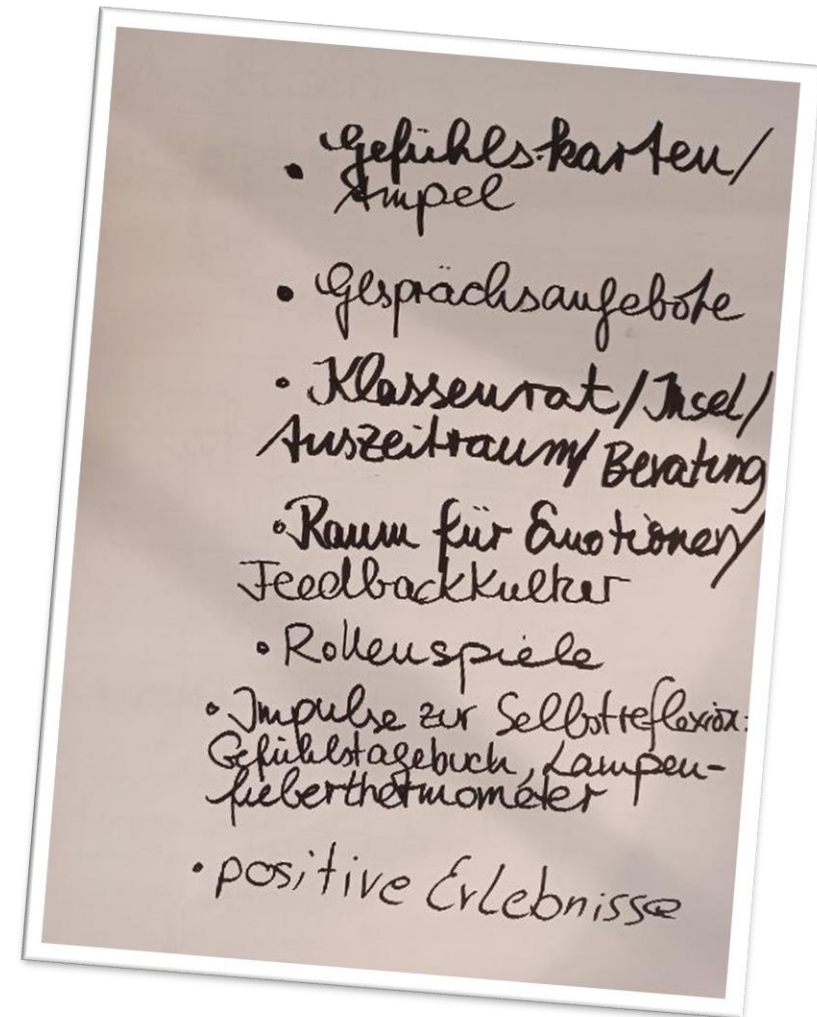 • Gefühls-karten/
Ampel
• Gesprächsangebote
• Klassenrat/Insel/
Auszeitraum/Beratung
• Raum für Emotionen/
Feedbackkultur
• Rollenspiele
• Impulse zur Selbstreflexion:
Gefühlstagebuch, Lampen-
fieberthermometer
• positive Erlebnisse